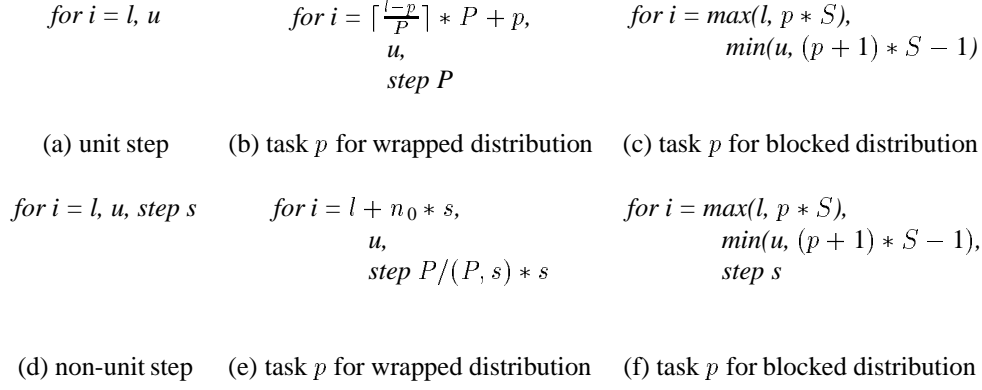 for i = l, u
for i = ⌈(l−p)/P⌉ ∗ P + p,
u,
step P
for i = max(l, p ∗ S),
min(u, (p + 1) ∗ S − 1)
(a) unit step
(b) task p for wrapped distribution
(c) task p for blocked distribution
for i = l, u, step s
for i = l + n₀ ∗ s,
u,
step P/(P, s) ∗ s
for i = max(l, p ∗ S),
min(u, (p + 1) ∗ S − 1),
step s
(d) non-unit step
(e) task p for wrapped distribution
(f) task p for blocked distribution